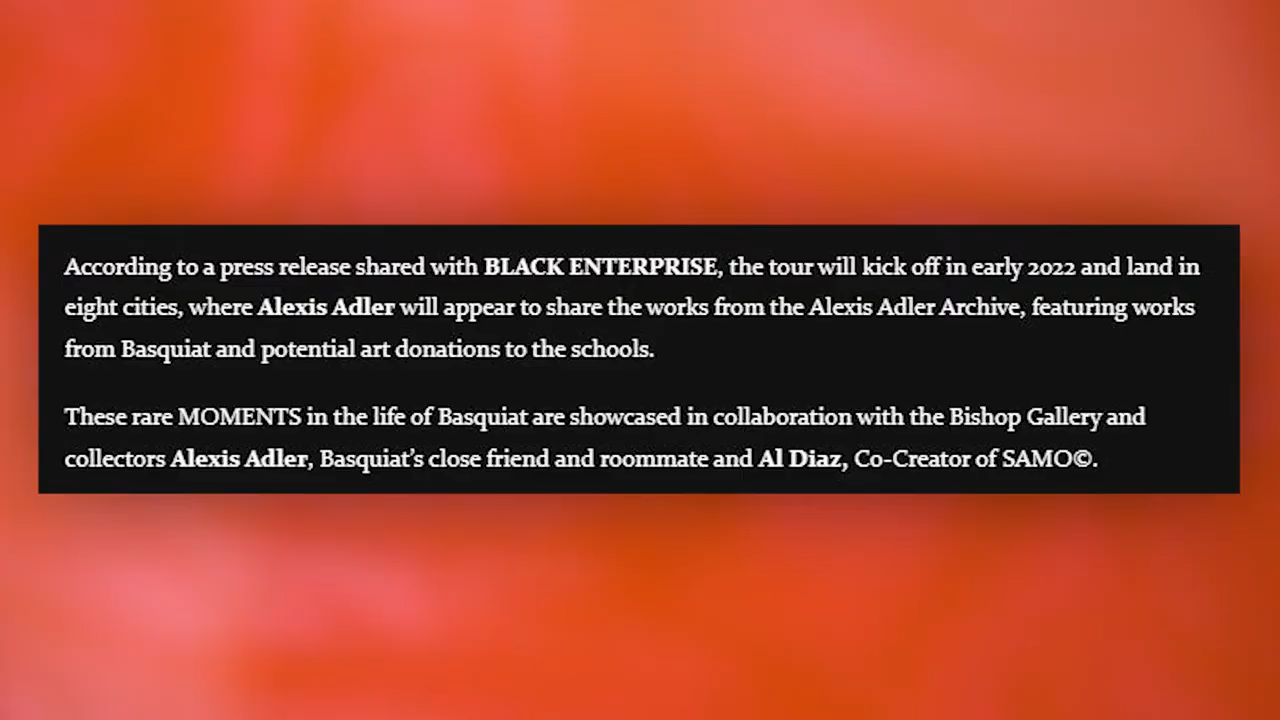 According to a press release shared with BLACK ENTERPRISE, the tour will kick off in early 2022 and land in
eight cities, where Alexis Adler will appear to share the works from the Alexis Adler Archive, featuring works
from Basquiat and potential art donations to the schools.
These rare MOMENTS in the life of Basquiat are showcased in collaboration with the Bishop Gallery and
collectors Alexis Adler, Basquiat’s close friend and roommate and Al Diaz, Co-Creator of SAMO©.